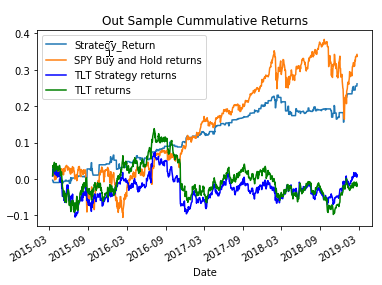 Out Sample Cummulative Returns
Strategy_Return
SPY Buy and Hold returns
TLT Strategy returns
TLT returns
0.4
0.3
0.2
0.1
0.0
−0.1
2015-03
2015-09
2016-03
2016-09
2017-03
2017-09
2018-03
2018-09
2019-03
Date